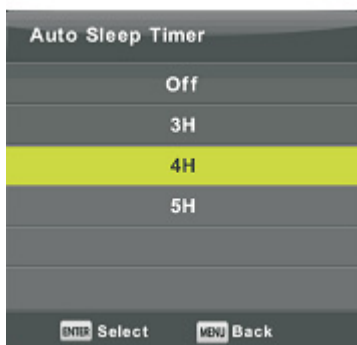 Auto Sleep Timer
Off
3H
4H
5H
ENTER Select MENU Back